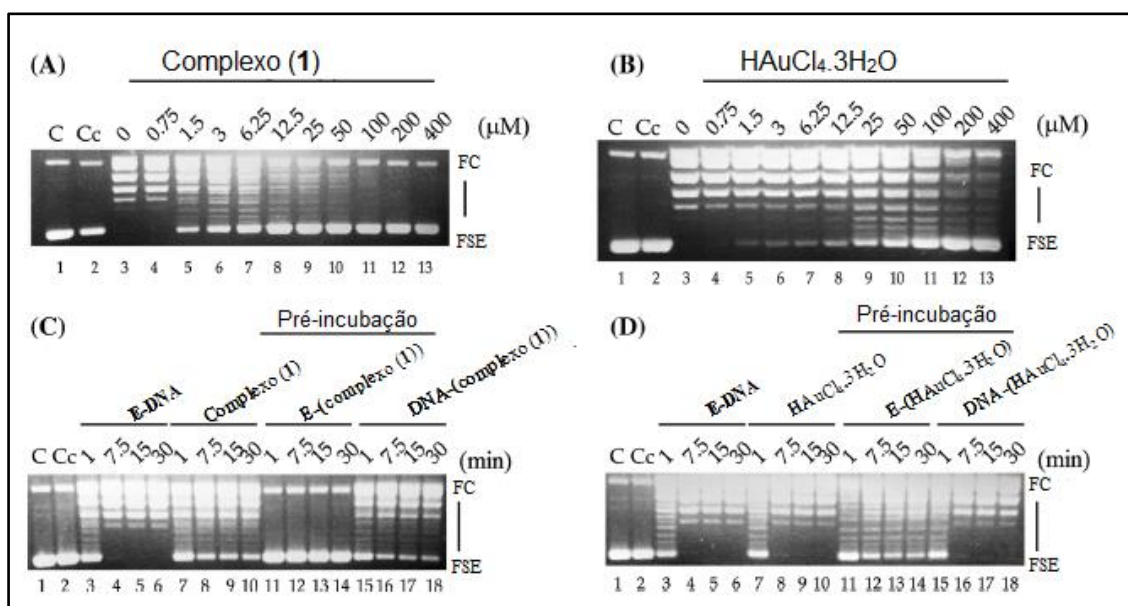 (A) Complexo (1)
C Cc 0 0.75 1.5 3 6.25 12.5 25 50 100 200 400 (µM)
FC
FSE
1 2 3 4 5 6 7 8 9 10 11 12 13
(B) HAuCl₄.3H₂O
C Cc 0 0.75 1.5 3 6.25 12.5 25 50 100 200 400 (µM)
FC
FSE
1 2 3 4 5 6 7 8 9 10 11 12 13
(C) Pré-incubação
E-DNA Complexo (1) E-(complexo (1)) DNA-(complexo (1))
C Cc 1 7.5 15 30 1 7.5 15 30 1 7.5 15 30 1 7.5 15 30 (min)
FC
FSE
1 2 3 4 5 6 7 8 9 10 11 12 13 14 15 16 17 18
(D) Pré-incubação
E-DNA HAuCl₄.3H₂O E-(HAuCl₄.3H₂O) DNA-(HAuCl₄.3H₂O)
C Cc 1 7.5 15 30 1 7.5 15 30 1 7.5 15 30 1 7.5 15 30 (min)
FC
FSE
1 2 3 4 5 6 7 8 9 10 11 12 13 14 15 16 17 18